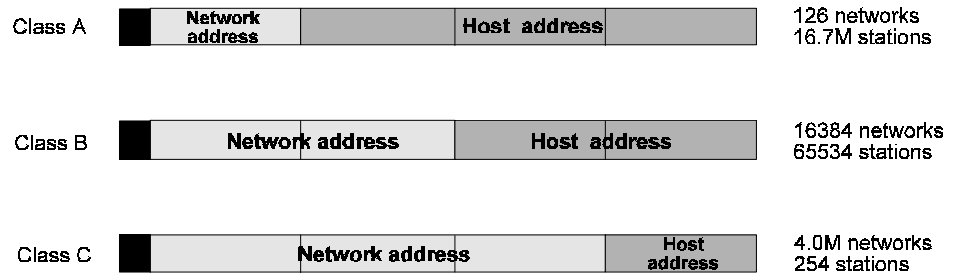 Class A
Network
address
Host address
126 networks
16.7M stations
Class B
Network address
Host address
16384 networks
65534 stations
Class C
Network address
Host
address
4.0M networks
254 stations